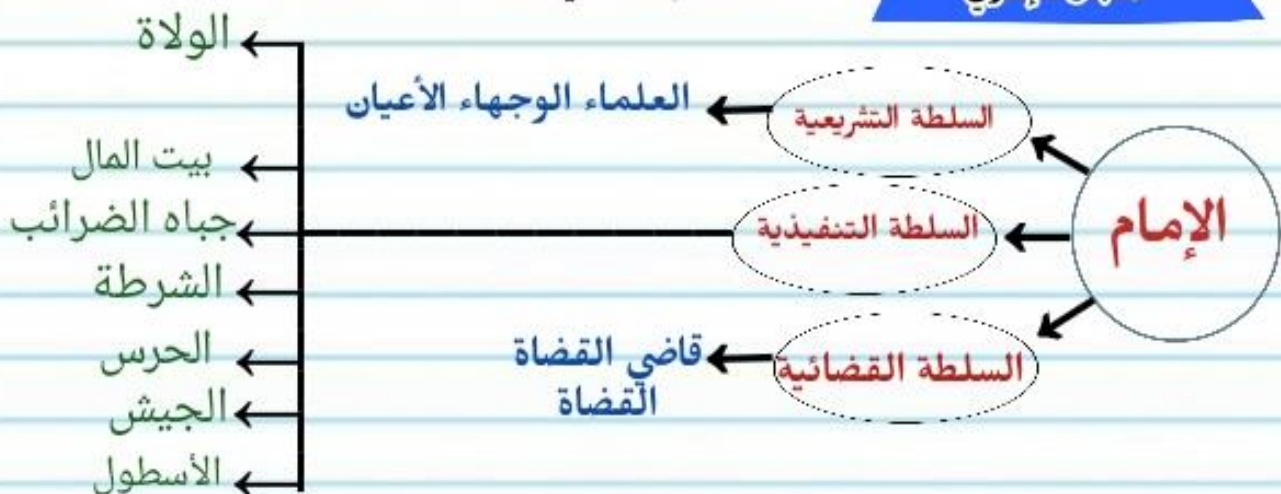 الإمام
السلطة التشريعية
العلماء الوجهاء الأعيان
السلطة التنفيذية
الولاة
بيت المال
جباه الضرائب
الشرطة
الحرس
الجيش
الأسطول
السلطة القضائية
قاضي القضاة
القضاة